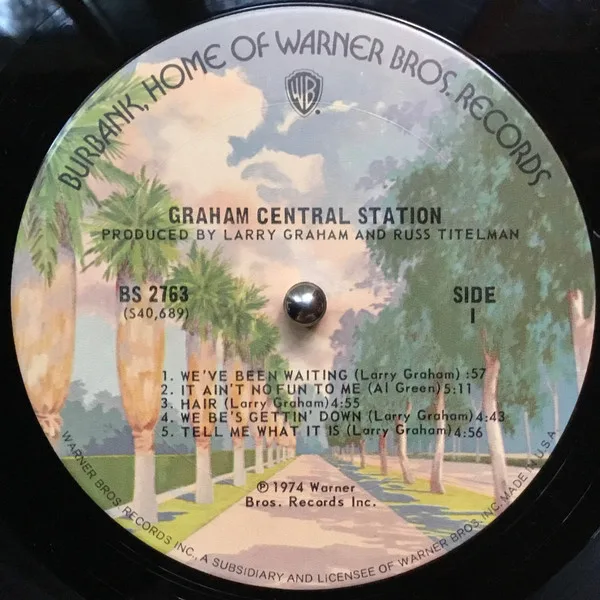 BURBANK, HOME OF WARNER BROS. RECORDS
WB
GRAHAM CENTRAL STATION
PRODUCED BY LARRY GRAHAM AND RUSS TITELMAN
BS 2763
(S40,689)
SIDE
1
1. WE'VE BEEN WAITING (Larry Graham) :57
2. IT AIN'T NO FUN TO ME (Al Green) 5:11
3. HAIR (Larry Graham) 4:55
4. WE BE'S GETTIN' DOWN (Larry Graham) 4:43
5. TELL ME WHAT IT IS (Larry Graham) 4:56
℗ 1974 Warner
Bros. Records Inc.
WARNER BROS. RECORDS INC., A SUBSIDIARY AND LICENSEE OF WARNER BROS. INC. MADE IN U.S.A.